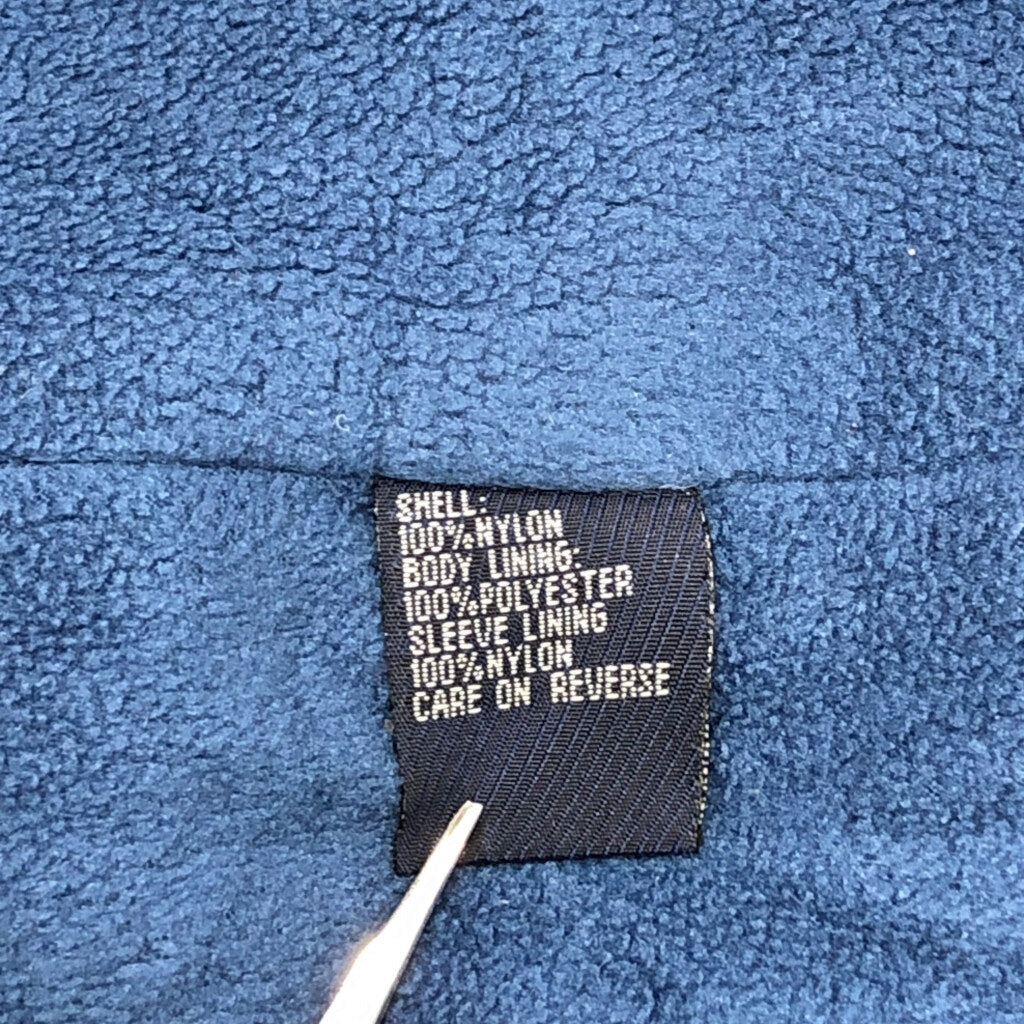 SHELL:
100%NYLON
BODY LINING:
100%POLYESTER
SLEEVE LINING
100%NYLON
CARE ON REVERSE